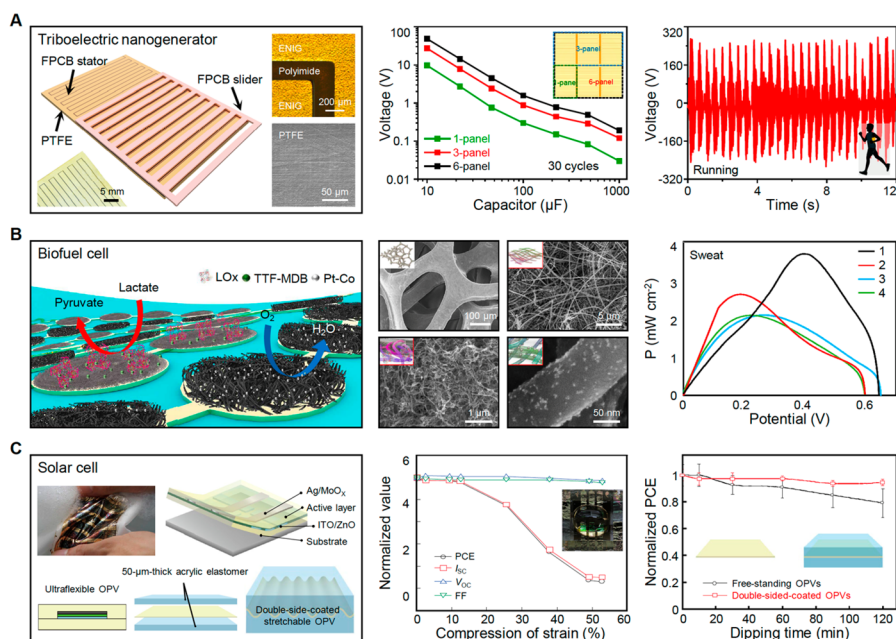 A
Triboelectric nanogenerator
FPCB stator
FPCB slider
PTFE
5 mm
ENIG
Polyimide
ENIG
200 µm
PTFE
50 µm
Voltage (V)
100
10
1
0.1
0.01
10
100
1000
Capacitor (µF)
3-panel
1-panel
6-panel
1-panel
3-panel
6-panel
30 cycles
Voltage (V)
320
160
0
-160
-320
0
2
4
6
8
10
12
Running
Time (s)
B
Biofuel cell
LOx
TTF-MDB
Pt-Co
Lactate
Pyruvate
O2
H2O
100 µm
5 µm
1 µm
50 nm
P (mW cm-2)
4
3
2
1
0
0.0
0.2
0.4
0.6
Potential (V)
Sweat
1
2
3
4
C
Solar cell
Ag/MoOX
Active layer
ITO/ZnO
Substrate
50-µm-thick acrylic elastomer
Ultraflexible OPV
Double-side-coated
stretchable OPV
Normalized value
PCE
ISC
VOC
FF
0
10
20
30
40
50
60
Compression of strain (%)
Normalized PCE
1
0.8
0.6
0.4
0.2
0
0
20
40
60
80
100
120
Free-standing OPVs
Double-sided-coated OPVs
Dipping time (min)